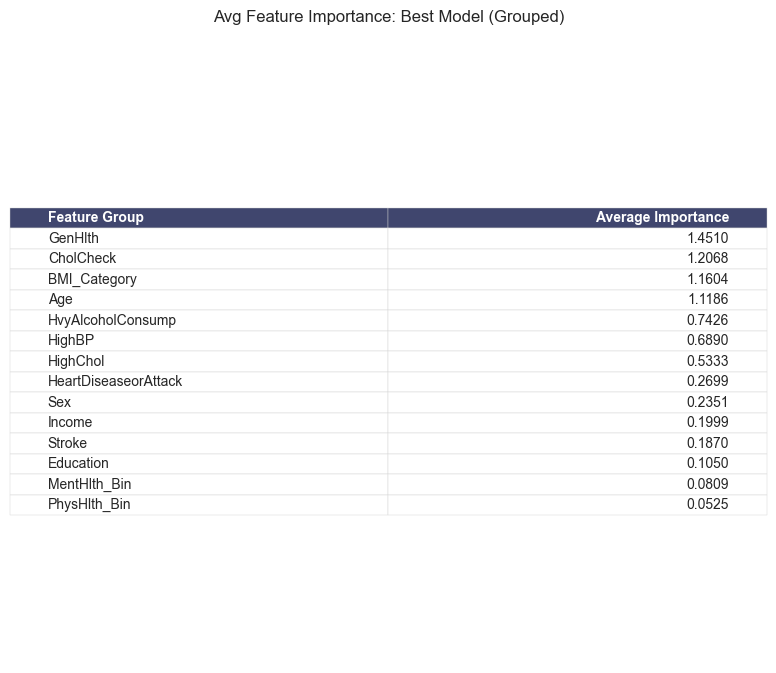 Avg Feature Importance: Best Model (Grouped)
Feature Group Average Importance
GenHlth 1.4510
CholCheck 1.2068
BMI_Category 1.1604
Age 1.1186
HvyAlcoholConsump 0.7426
HighBP 0.6890
HighChol 0.5333
HeartDiseaseorAttack 0.2699
Sex 0.2351
Income 0.1999
Stroke 0.1870
Education 0.1050
MentHlth_Bin 0.0809
PhysHlth_Bin 0.0525